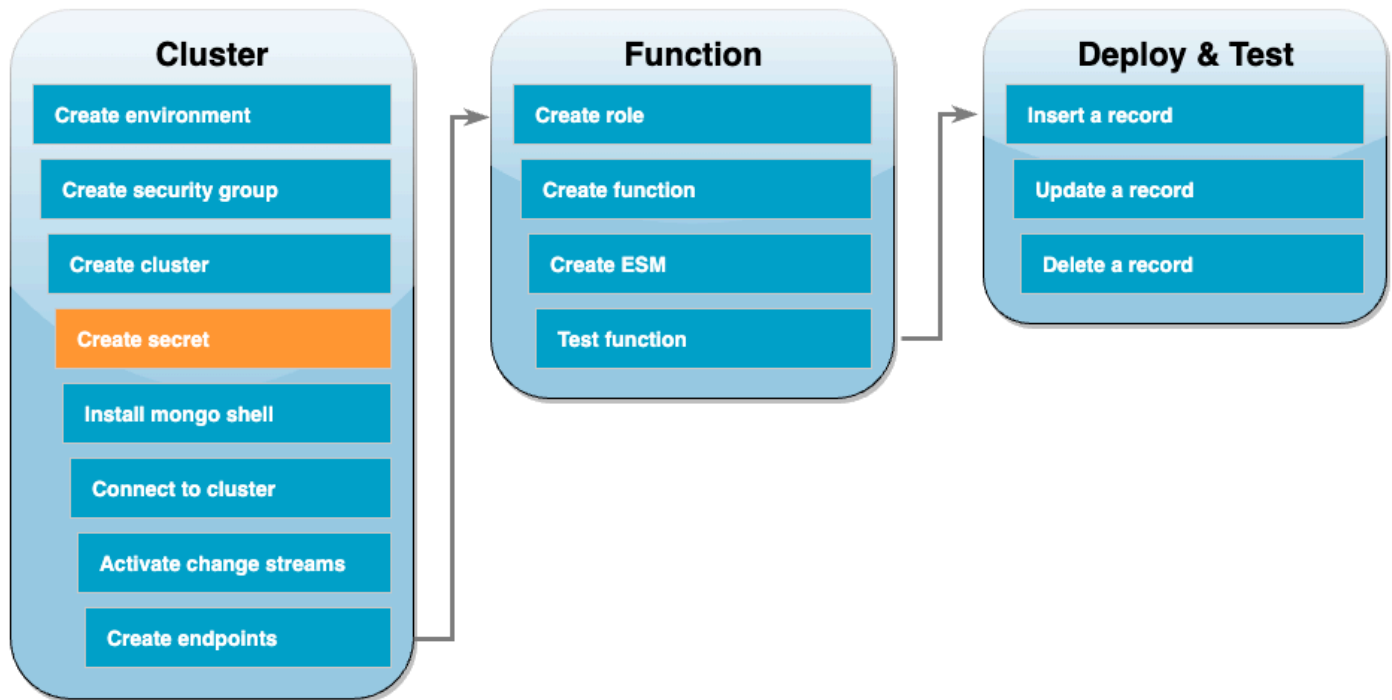 Cluster
Create environment
Create security group
Create cluster
Create secret
Install mongo shell
Connect to cluster
Activate change streams
Create endpoints
Function
Create role
Create function
Create ESM
Test function
Deploy & Test
Insert a record
Update a record
Delete a record